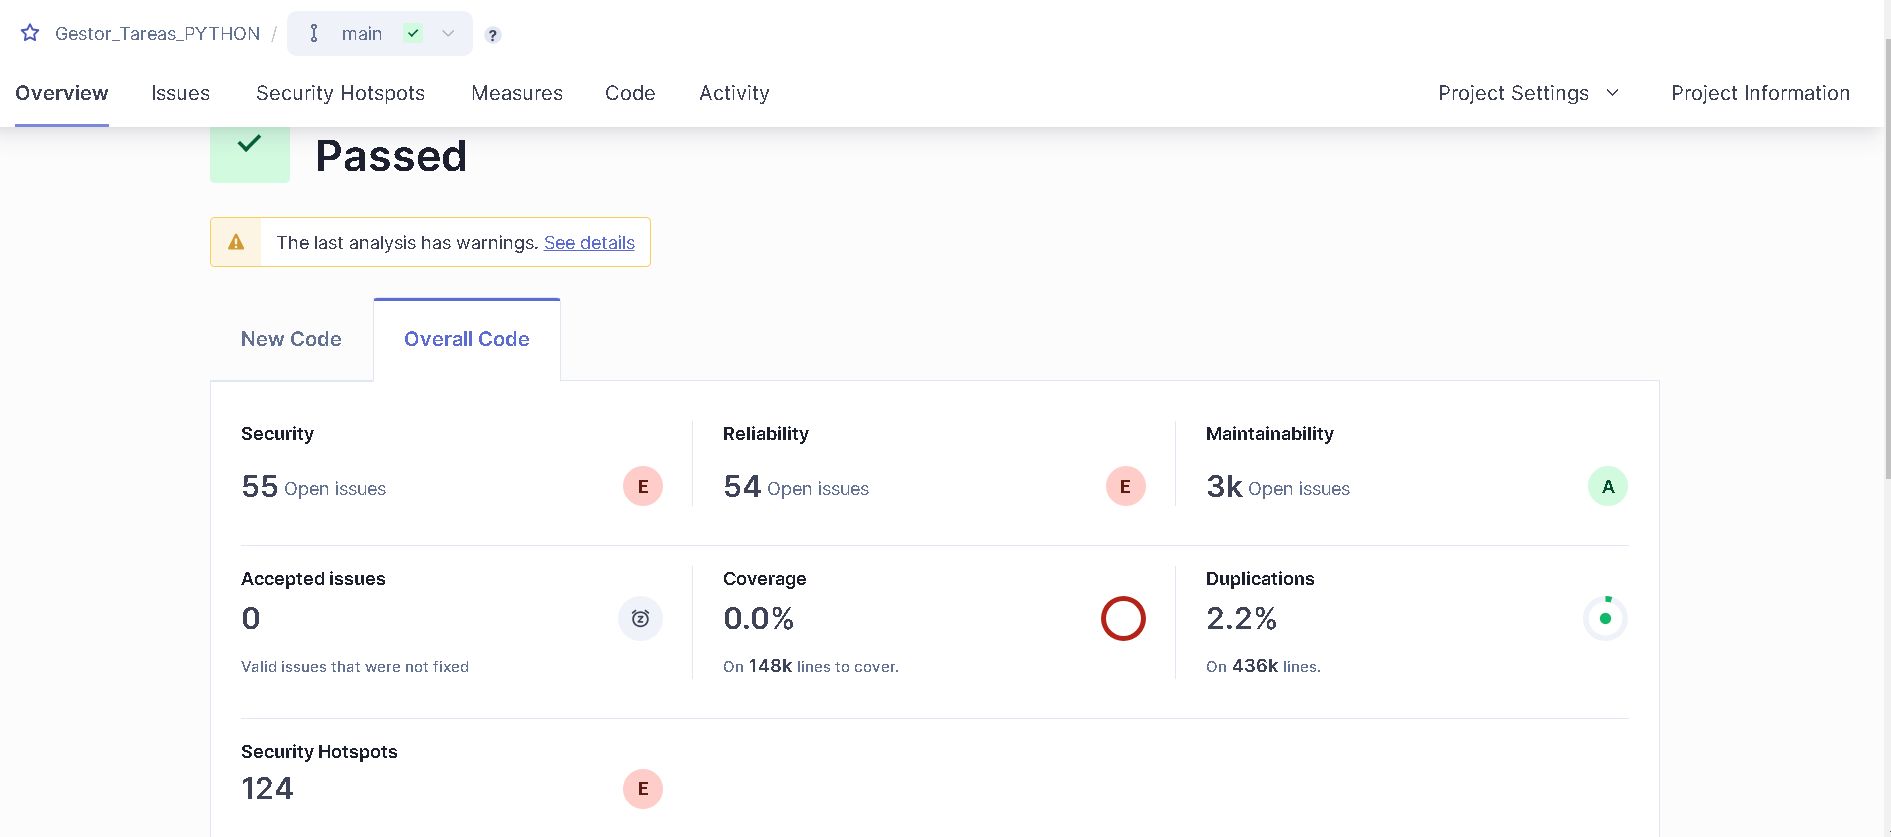 Gestor_Tareas_PYTHON / main ?
Overview Issues Security Hotspots Measures Code Activity Project Settings Project Information
Passed
The last analysis has warnings. See details
New Code Overall Code
Security Reliability Maintainability
55 Open issues E 54 Open issues E 3k Open issues A
Accepted issues Coverage Duplications
0 0.0% 2.2%
Valid issues that were not fixed On 148k lines to cover. On 436k lines.
Security Hotspots
124 E